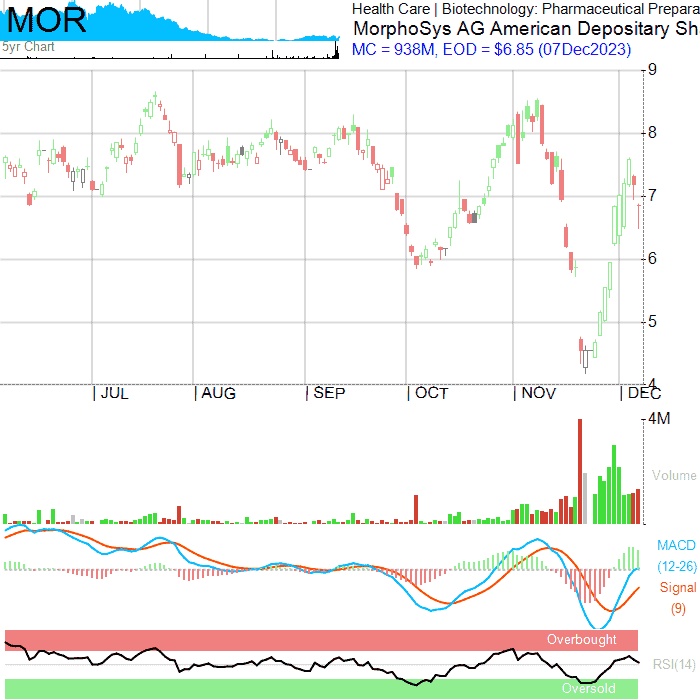 MOR
5yr Chart
Health Care | Biotechnology: Pharmaceutical Prepara
MorphoSys AG American Depositary Sh
MC = 938M, EOD = $6.85 (07Dec2023)
9
8
7
6
5
4
JUL AUG SEP OCT NOV DEC
4M
Volume
MACD
(12-26)
Signal
(9)
Overbought
RSI(14)
Oversold